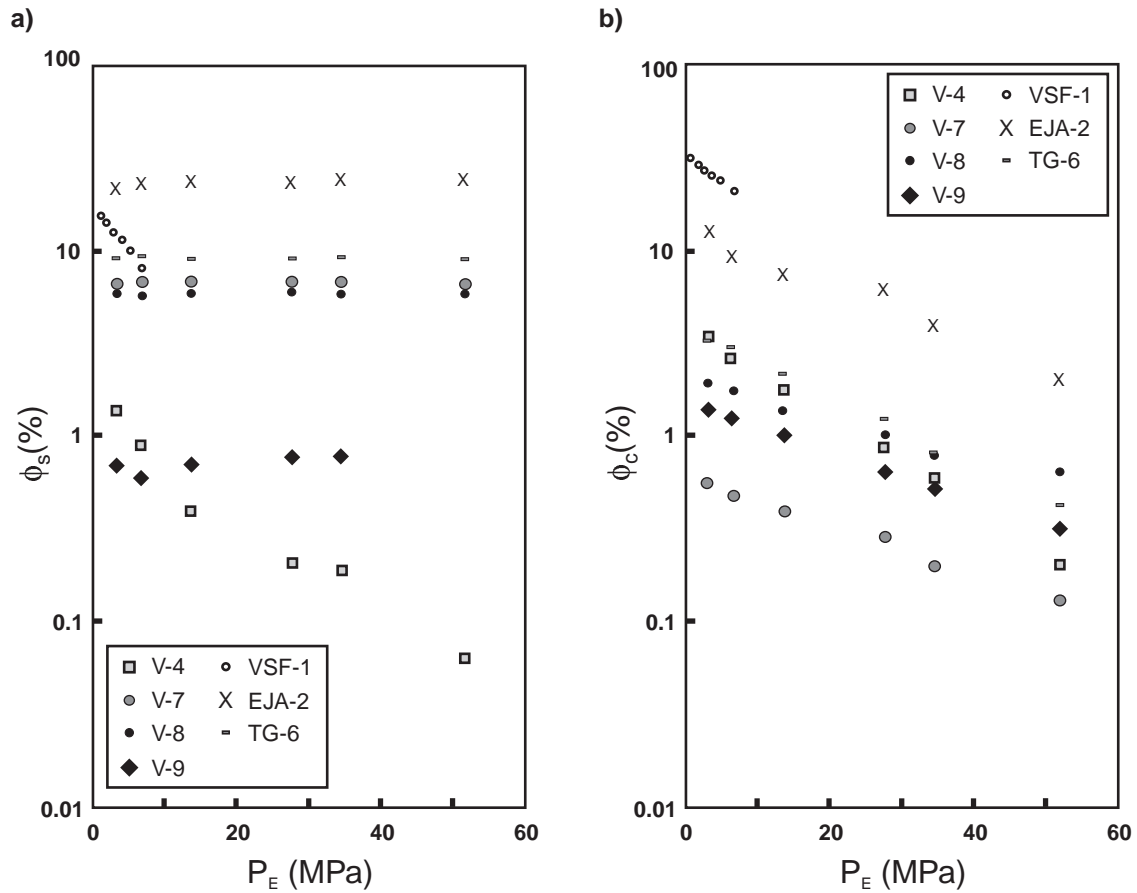 a)
100
10
1
0.1
0.01
ϕS(%)
V-4
VSF-1
V-7
EJA-2
V-8
TG-6
V-9
0 20 40 60
PE (MPa)
b)
100
10
1
0.1
0.01
ϕC(%)
V-4
VSF-1
V-7
EJA-2
V-8
TG-6
V-9
0 20 40 60
PE (MPa)